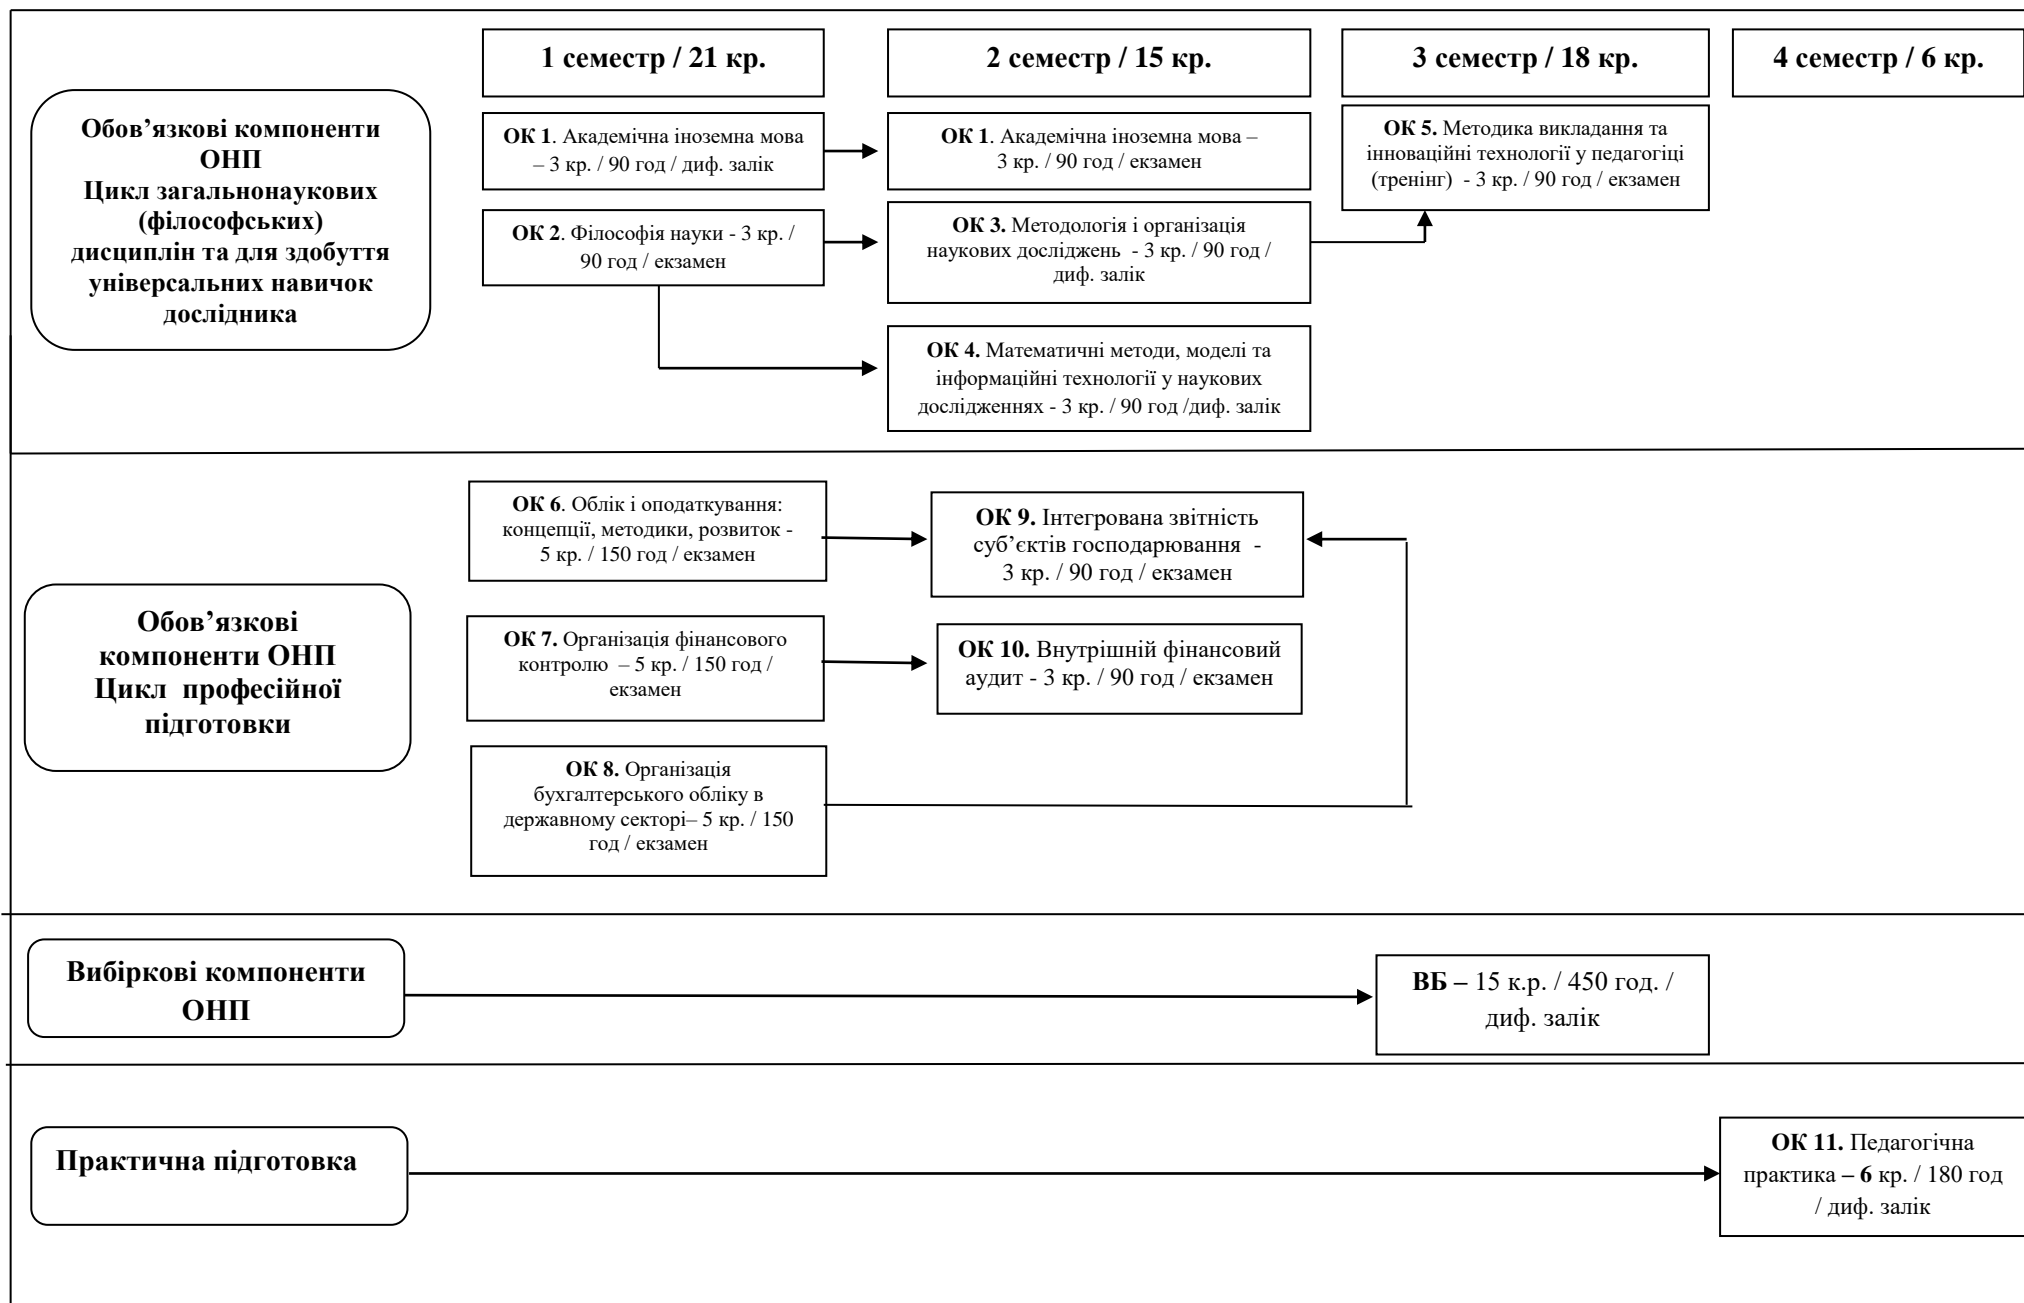 1 семестр / 21 кр.
2 семестр / 15 кр.
3 семестр / 18 кр.
4 семестр / 6 кр.
Обов’язкові компоненти
ОНП
Цикл загальнонаукових
(філософських)
дисциплін та для здобуття
універсальних навичок
дослідника
ОК 1. Академічна іноземна мова
– 3 кр. / 90 год / диф. залік
ОК 1. Академічна іноземна мова –
3 кр. / 90 год / екзамен
ОК 5. Методика викладання та
інноваційні технології у педагогіці
(тренінг) - 3 кр. / 90 год / екзамен
ОК 2. Філософія науки - 3 кр. /
90 год / екзамен
ОК 3. Методологія і організація
наукових досліджень - 3 кр. / 90 год /
диф. залік
ОК 4. Математичні методи, моделі та
інформаційні технології у наукових
дослідженнях - 3 кр. / 90 год /диф. залік
Обов’язкові
компоненти ОНП
Цикл професійної
підготовки
ОК 6. Облік і оподаткування:
концепції, методики, розвиток -
5 кр. / 150 год / екзамен
ОК 9. Інтегрована звітність
суб’єктів господарювання -
3 кр. / 90 год / екзамен
ОК 7. Організація фінансового
контролю – 5 кр. / 150 год /
екзамен
ОК 10. Внутрішній фінансовий
аудит - 3 кр. / 90 год / екзамен
ОК 8. Організація
бухгалтерського обліку в
державному секторі– 5 кр. / 150
год / екзамен
Вибіркові компоненти
ОНП
ВБ – 15 к.р. / 450 год. /
диф. залік
Практична підготовка
ОК 11. Педагогічна
практика – 6 кр. / 180 год
/ диф. залік